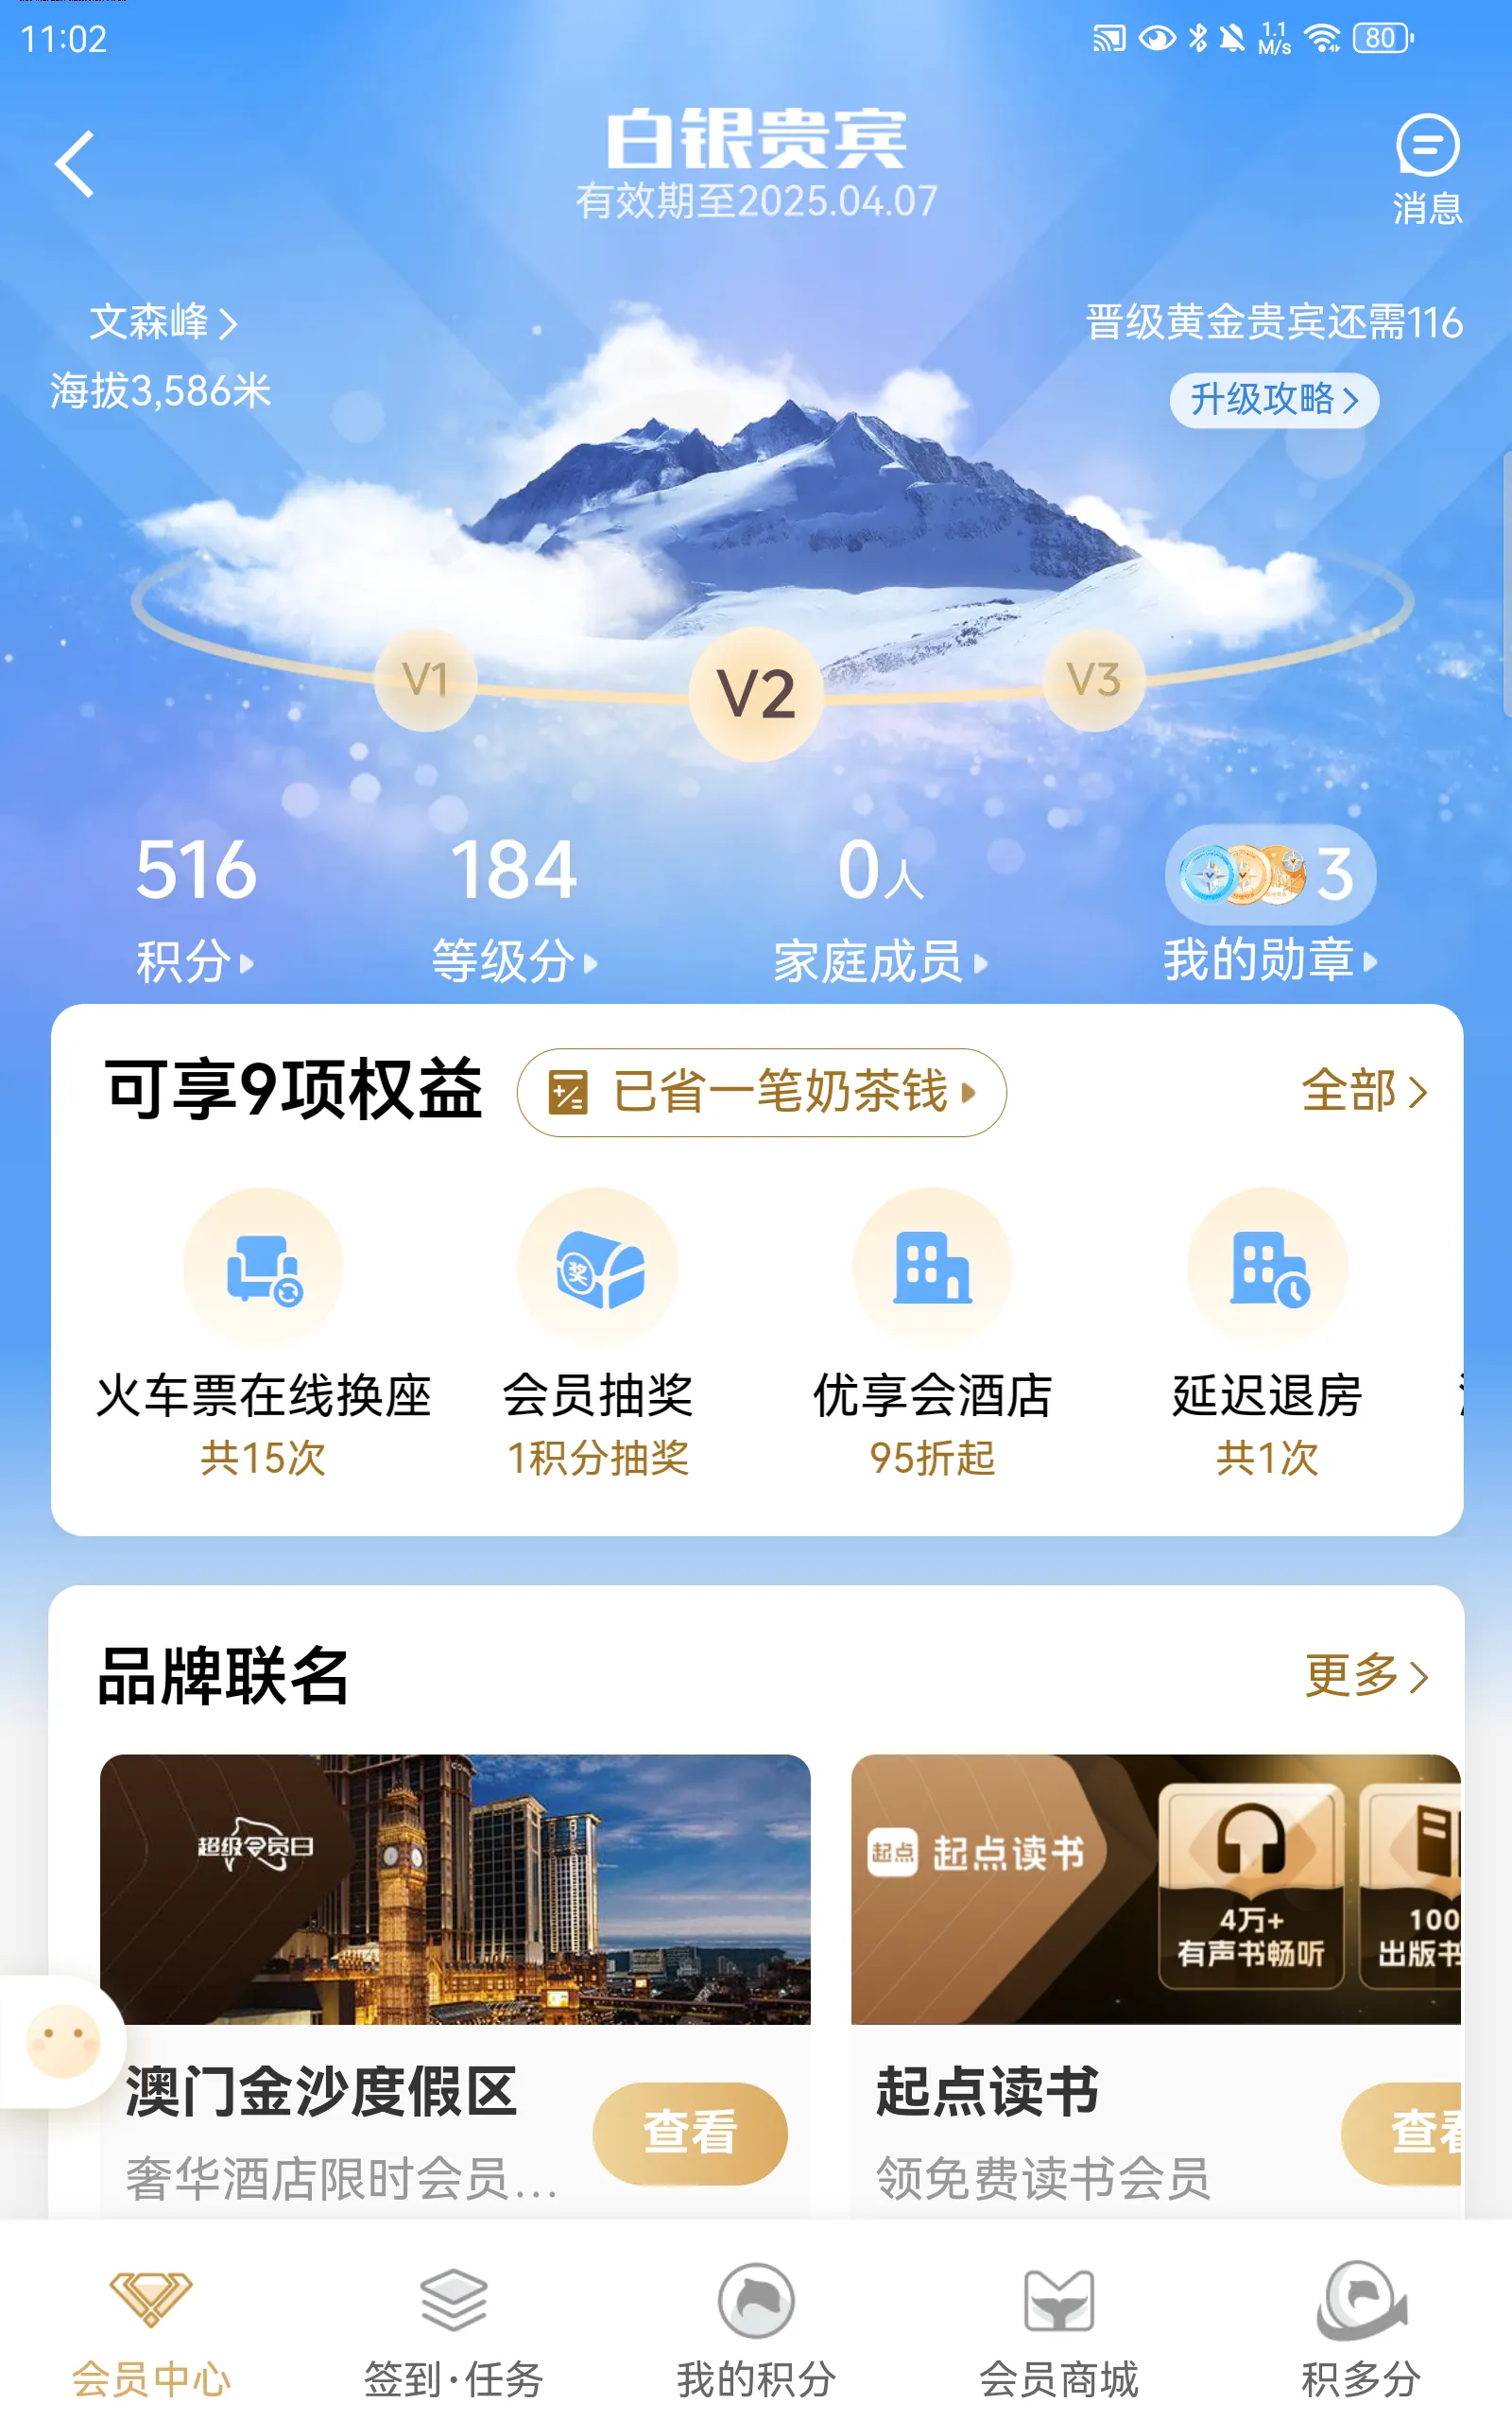 11:02
1.1
M/s
80
白银贵宾
有效期至2025.04.07
消息
文森峰
晋级黄金贵宾还需116
海拔3,586米
升级攻略
V1
V2
V3
516
184
0人
3
积分
等级分
家庭成员
我的勋章
可享9项权益
已省一笔奶茶钱
全部
奖
火车票在线换座
会员抽奖
优享会酒店
延迟退房
共15次
1积分抽奖
95折起
共1次
品牌联名
更多
超级会员日
起点
起点读书
4万+
有声书畅听
100
出版书
澳门金沙度假区
查看
奢华酒店限时会员...
起点读书
查看
领免费读书会员
会员中心
签到·任务
我的积分
会员商城
积多分